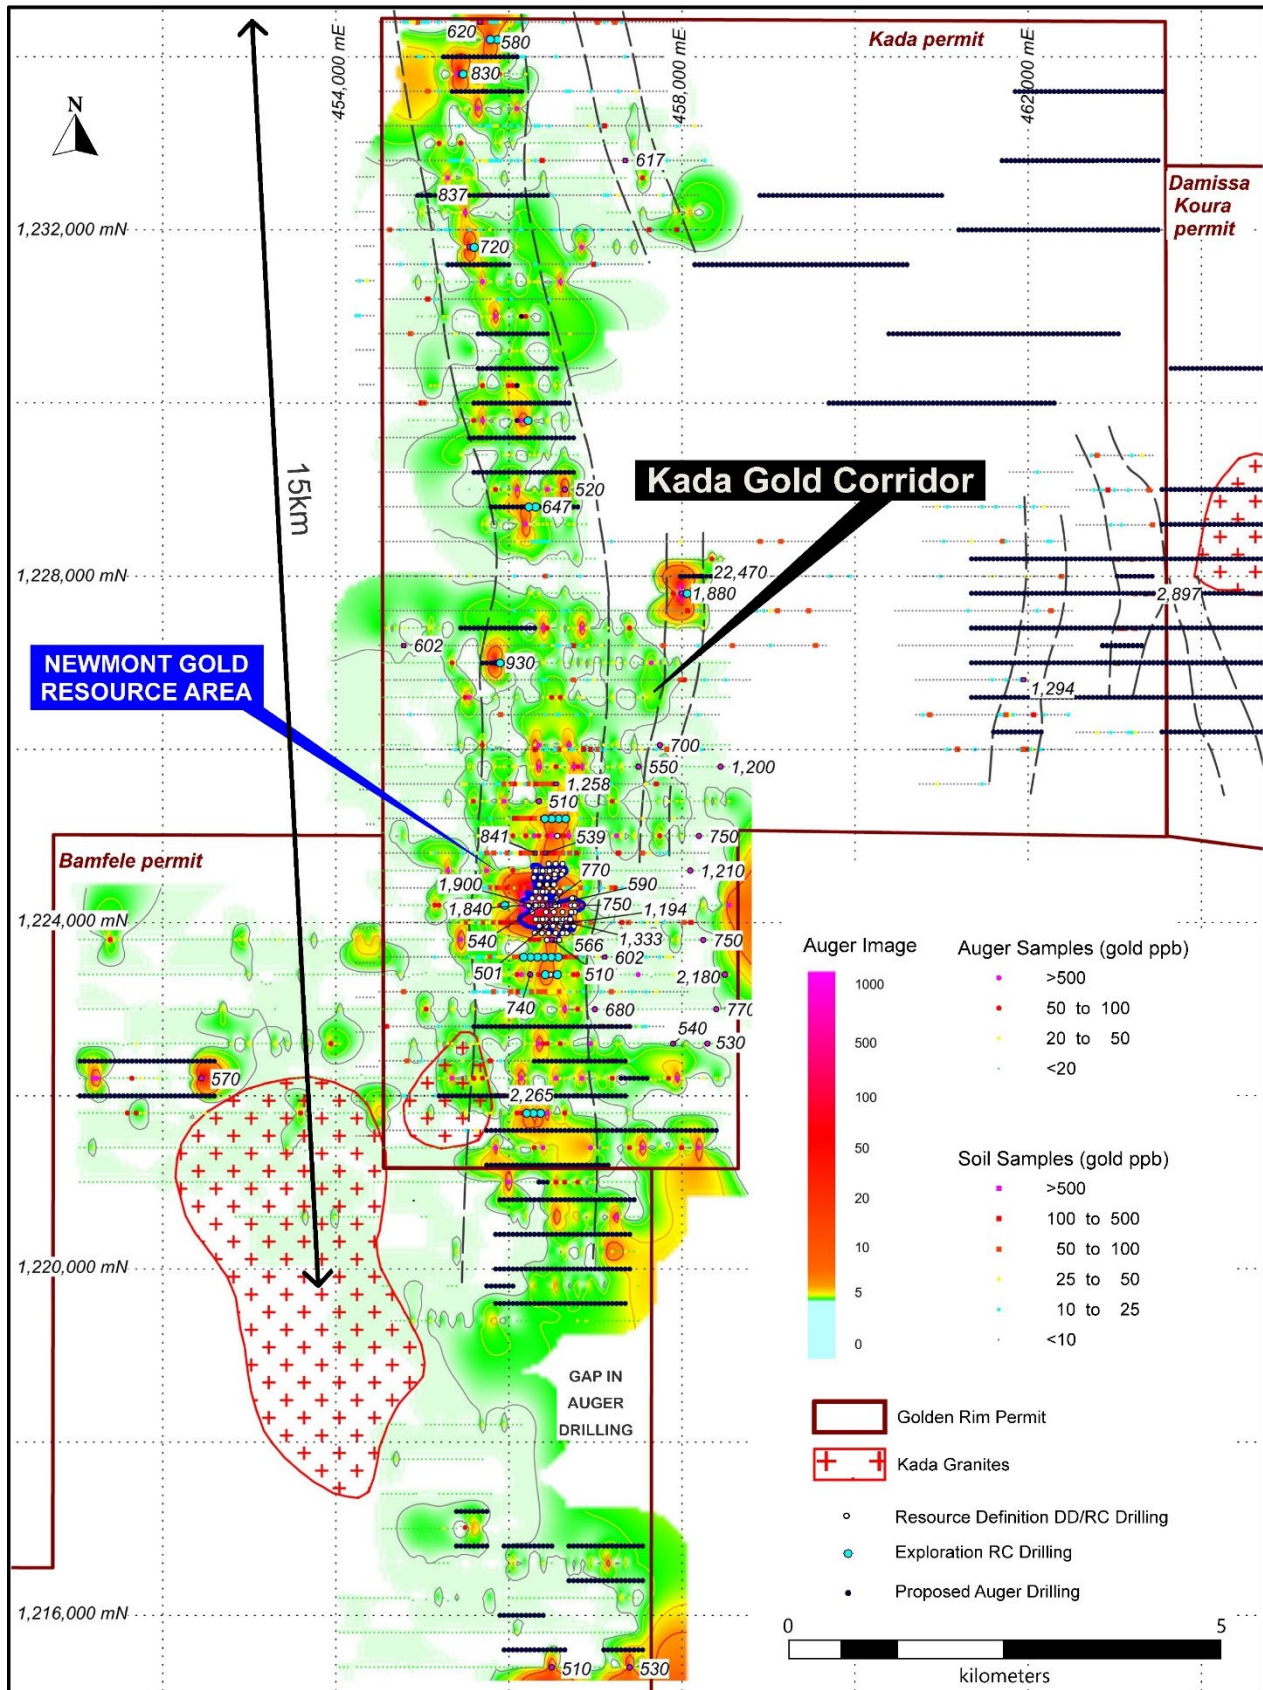 620
580
Kada permit
454,000 mE
458,000 mE
462,000 mE
830
N
617
Damissa
Koura
permit
837
1,232,000 mN
720
15km
Kada Gold Corridor
520
647
1,228,000 mN
22,470
1,880
2,897
602
930
NEWMONT GOLD
RESOURCE AREA
1,294
700
550
1,200
1,258
510
841
539
750
Bamfele permit
770
1,210
1,900
590
1,840
750
1,194
1,224,000 mN
540
566
1,333
750
602
501
510
2,180
740
680
770
540
530
570
2,265
1,220,000 mN
GAP IN
AUGER
DRILLING
1,216,000 mN
510
530
Auger Image
1000
500
100
50
20
10
5
0
Auger Samples (gold ppb)
>500
50 to 100
20 to 50
<20
Soil Samples (gold ppb)
>500
100 to 500
50 to 100
25 to 50
10 to 25
<10
Golden Rim Permit
Kada Granites
Resource Definition DD/RC Drilling
Exploration RC Drilling
Proposed Auger Drilling
0
5
kilometers